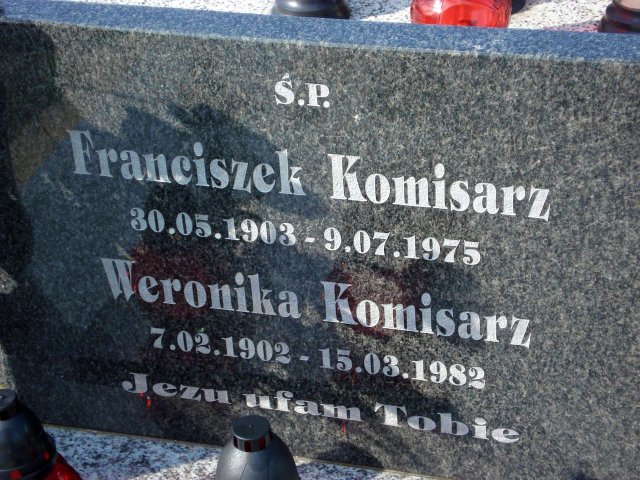 Ś.P.
Franciszek Komisarz
30.05.1903 - 9.07.1975
Weronika Komisarz
7.02.1902 - 15.03.1982
Jezu ufam Tobie